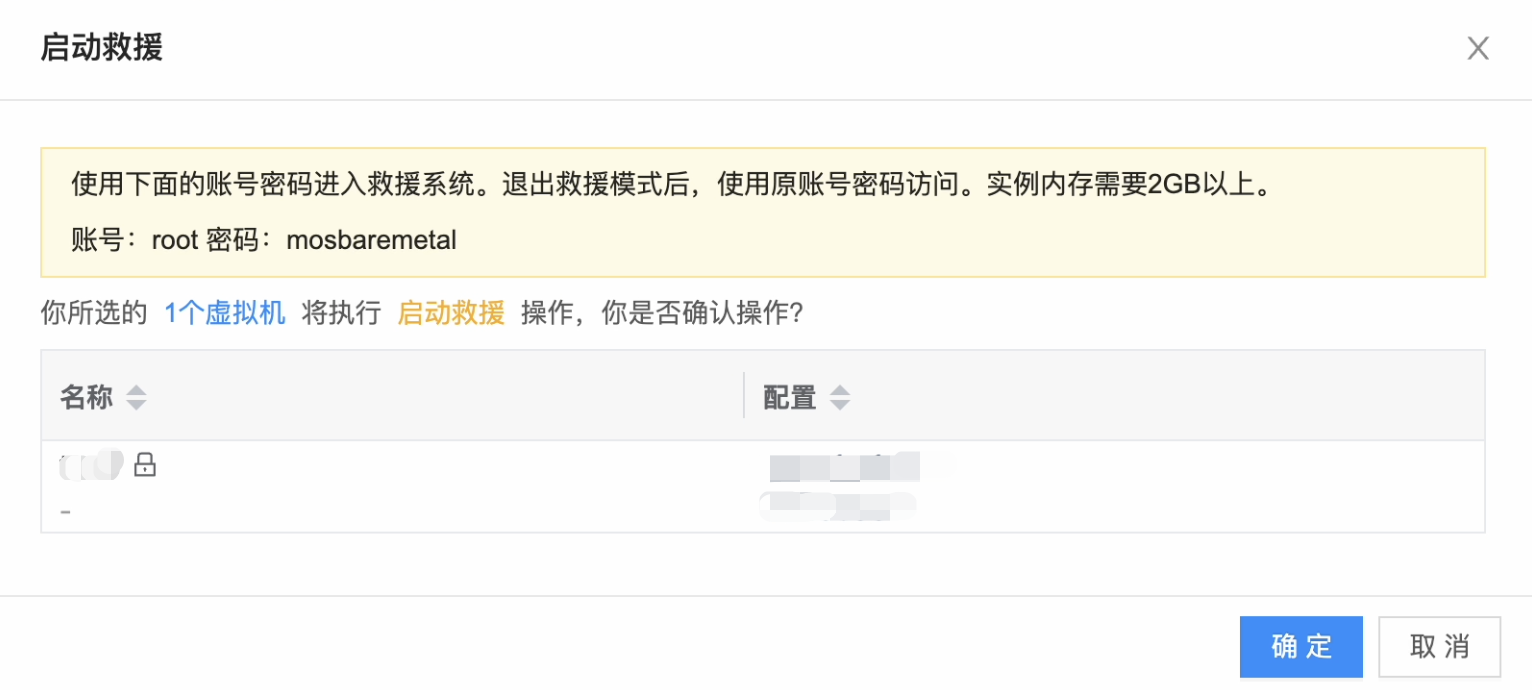 启动救援
使用下面的账号密码进入救援系统。退出救援模式后，使用原账号密码访问。实例内存需要2GB以上。
账号：root 密码：mosbaremetal
你所选的 1个虚拟机 将执行 启动救援 操作，你是否确认操作?
名称 配置
-
确 定 取 消